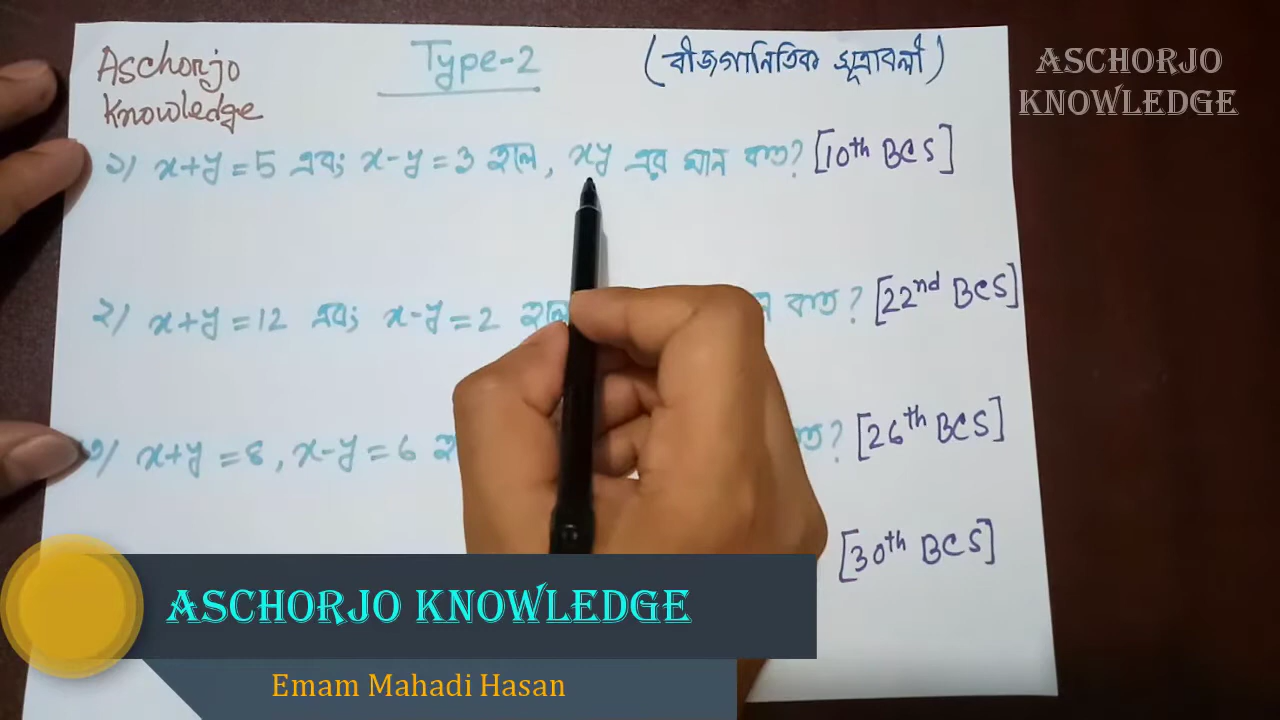 Aschorjo
Knowledge
Type-2
(বীজগানিতিক সূত্রাবলী)
ASCHORJO
KNOWLEDGE
১/ x+y=5 এবং x-y=3 হলে, xy এর মান কত? [10th BCS]
২/ x+y=12 এবং x-y=2 হলে কত? [22nd BCS]
৩/ x+y=8, x-y=6 [26th BCS]
[30th BCS]
ASCHORJO KNOWLEDGE
Emam Mahadi Hasan